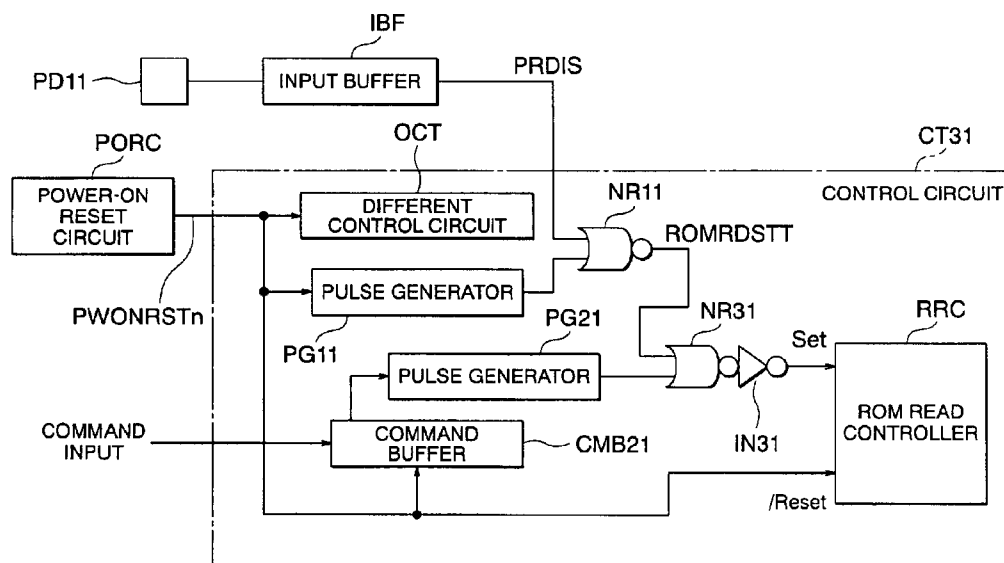 IBF
PD11
INPUT BUFFER
PRDIS
PORC
OCT
CT31
POWER-ON
RESET
CIRCUIT
DIFFERENT
CONTROL CIRCUIT
NR11
CONTROL CIRCUIT
ROMRDSTT
PWONRSTn
PULSE GENERATOR
PG11
PG21
NR31
RRC
Set
PULSE GENERATOR
COMMAND
INPUT
COMMAND
BUFFER
CMB21
IN31
ROM READ
CONTROLLER
/Reset